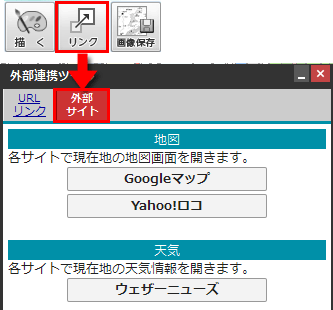 描　く
リンク
画像保存
外部連携ツ
URL
リンク
外部
サイト
地図
各サイトで現在地の地図画面を開きます。
Googleマップ
Yahoo!ロコ
天気
各サイトで現在地の天気情報を開きます。
ウェザーニューズ